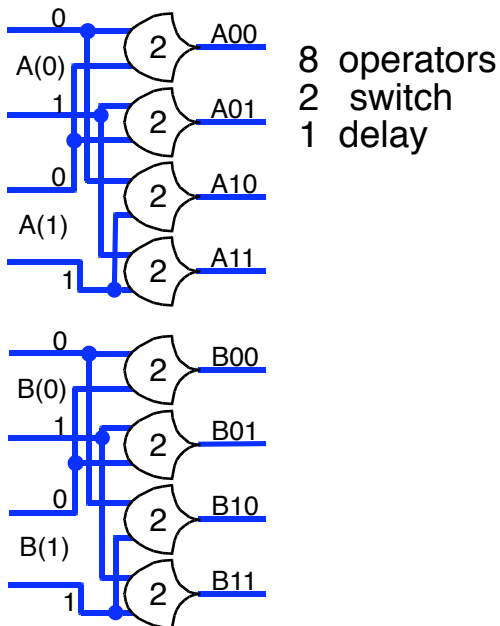 0
2 A00
A(0)
8 operators
2 switch
1 delay
1
2 A01
0
2 A10
A(1)
2 A11
1
0
2 B00
B(0)
1
2 B01
0
2 B10
B(1)
2 B11
1